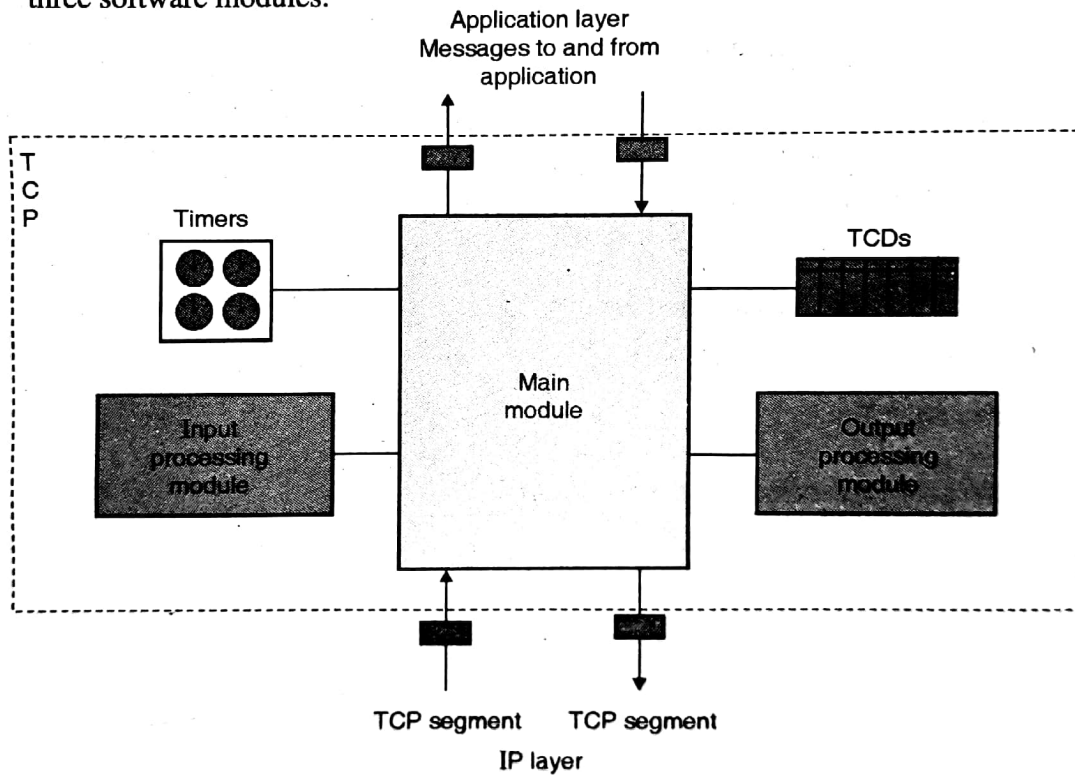 three software modules.
Application layer
Messages to and from
application
T
C
P
Timers
TCDs
Main
module
Input
processing
module
Output
processing
module
TCP segment
TCP segment
IP layer